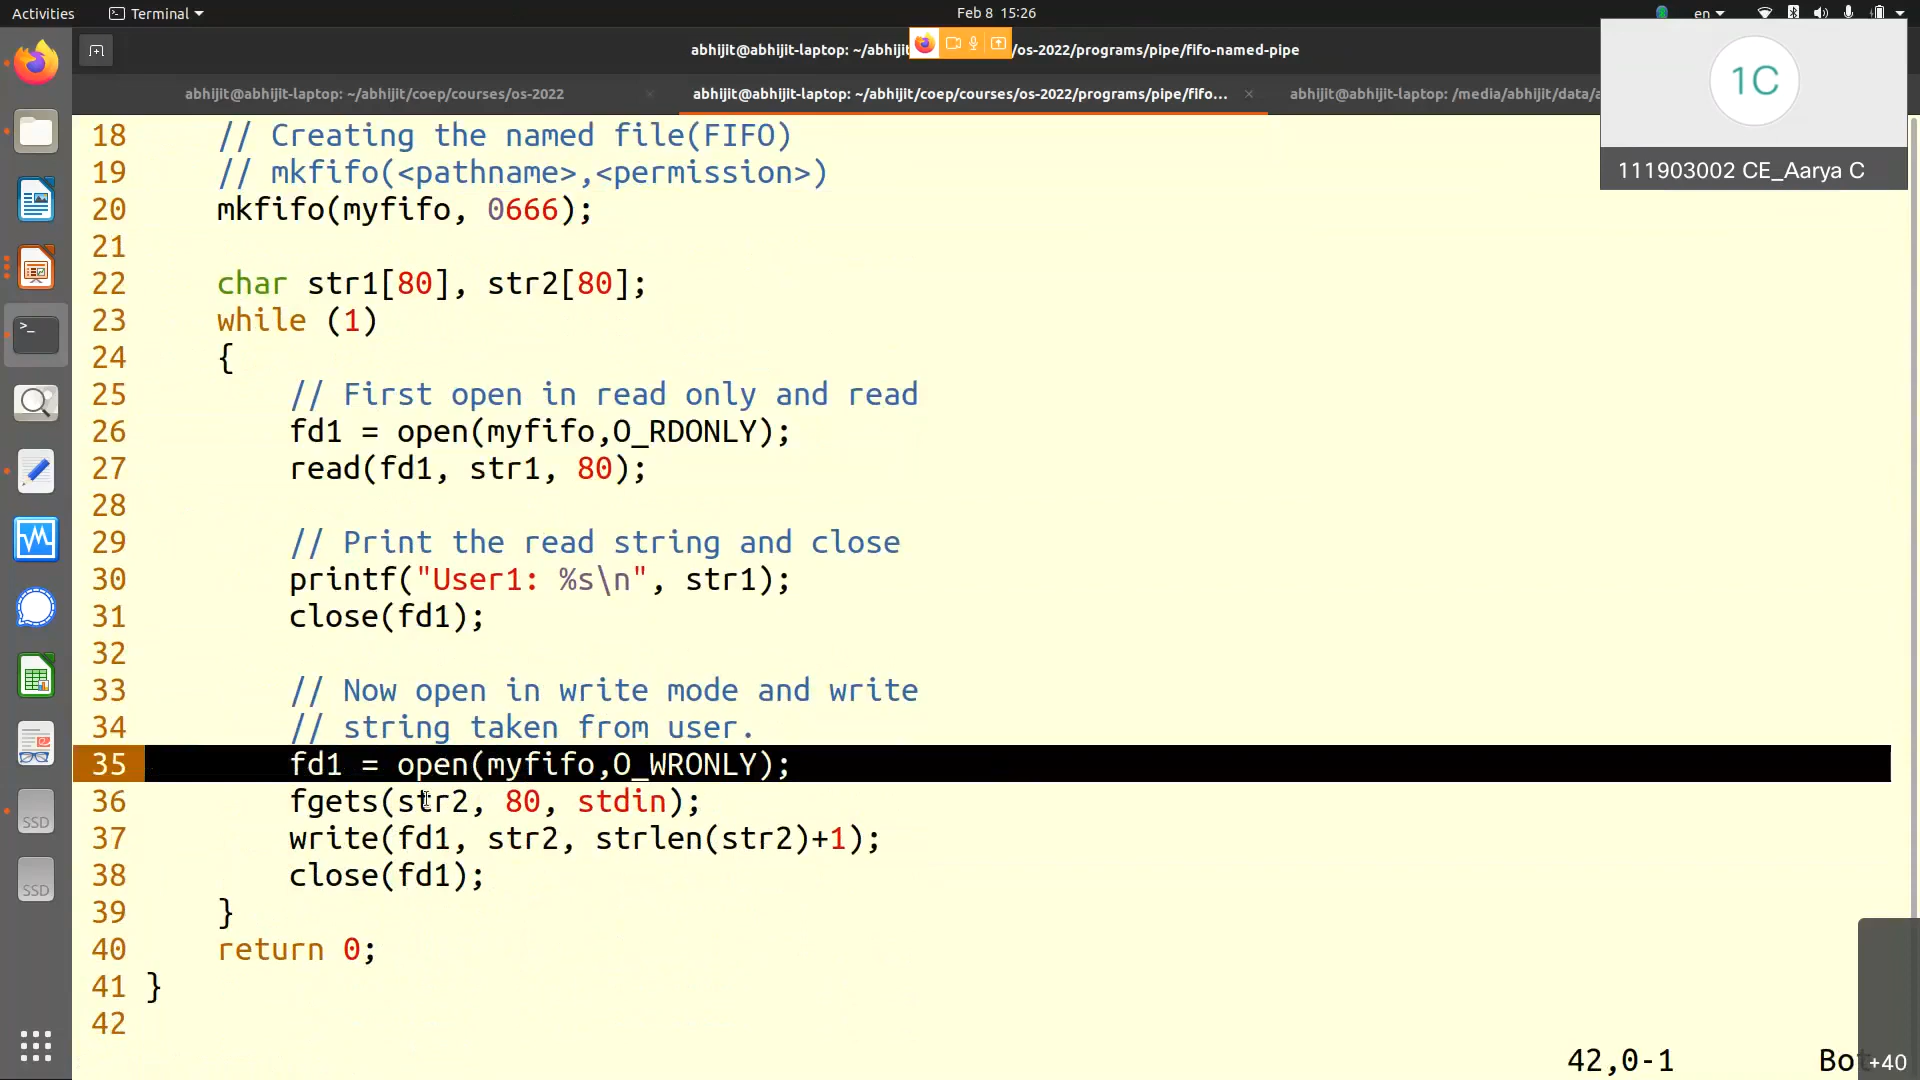 Activities Terminal Feb 8 15:26 en
abhijit@abhijit-laptop: ~/abhijit /os-2022/programs/pipe/fifo-named-pipe
abhijit@abhijit-laptop: ~/abhijit/coep/courses/os-2022 abhijit@abhijit-laptop: ~/abhijit/coep/courses/os-2022/programs/pipe/fifo... abhijit@abhijit-laptop: /media/abhijit/data/
1C
111903002 CE_Aarya C
18 // Creating the named file(FIFO)
19 // mkfifo(<pathname>,<permission>)
20 mkfifo(myfifo, 0666);
21
22 char str1[80], str2[80];
23 while (1)
24 {
25 // First open in read only and read
26 fd1 = open(myfifo,O_RDONLY);
27 read(fd1, str1, 80);
28
29 // Print the read string and close
30 printf("User1: %s\n", str1);
31 close(fd1);
32
33 // Now open in write mode and write
34 // string taken from user.
35 fd1 = open(myfifo,O_WRONLY);
36 fgets(str2, 80, stdin);
37 write(fd1, str2, strlen(str2)+1);
38 close(fd1);
39 }
40 return 0;
41 }
42
42,0-1 Bo
+40
SSD
SSD